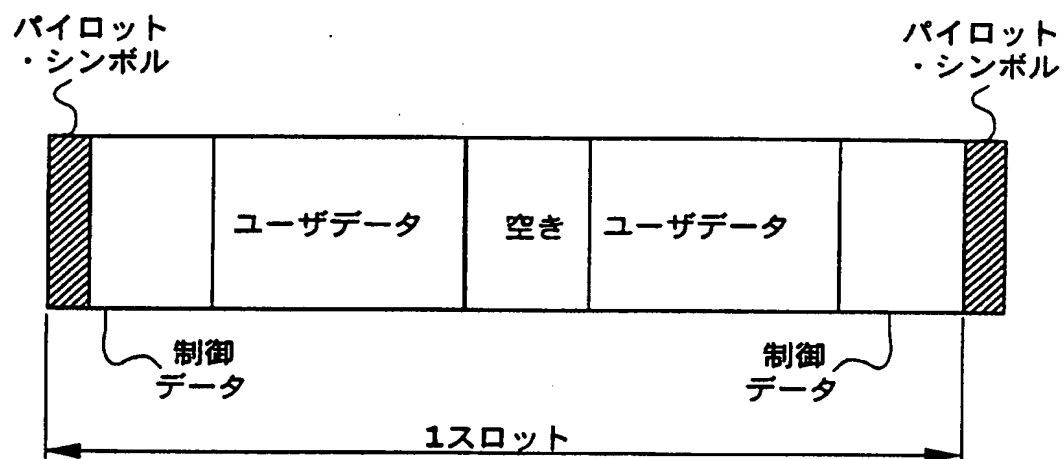 パイロット
・シンボル
パイロット
・シンボル
ユーザデータ
空き
ユーザデータ
制御
データ
制御
データ
1スロット